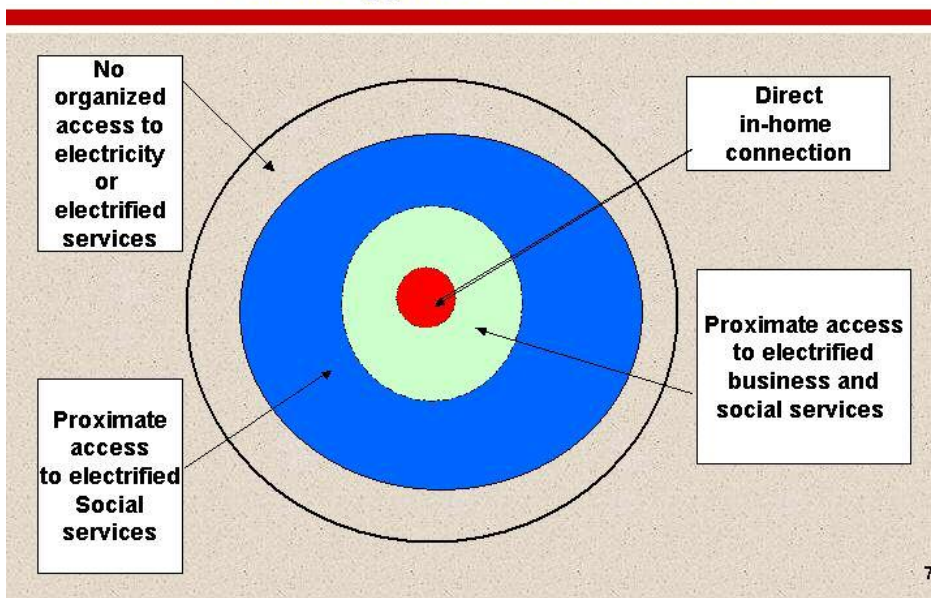 No
organized
access to
electricity
or
electrified
services
Direct
in-home
connection
Proximate access
to electrified
business and
social services
Proximate
access
to electrified
Social
services
7